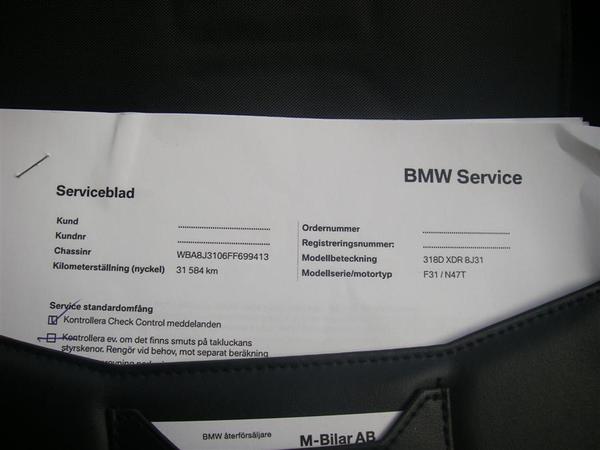 BMW Service
Serviceblad
Kund
Kundnr
Chassinr WBA8J3106FF699413
Kilometerställning (nyckel) 31 584 km
Ordernummer
Registreringsnummer:
Modellbeteckning 318D XDR 8J31
Modellserie/motortyp F31 / N47T
Service standardomfång
Kontrollera Check Control meddelanden
Kontrollera ev. om det finns smuts på takluckans
styrskenor. Rengör vid behov, mot separat beräkning
BMW återförsäljare M-Bilar AB